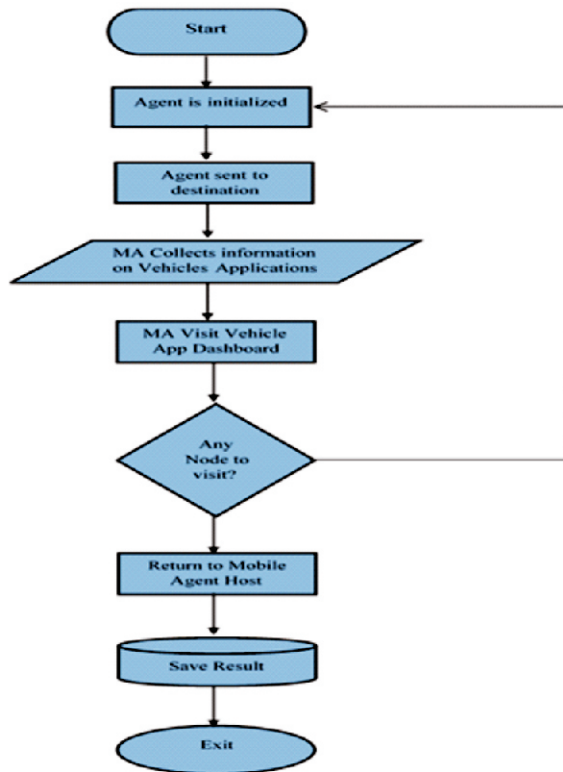 Start
Agent is initialized
Agent sent to
destination
MA Collects information
on Vehicles Applications
MA Visit Vehicle
App Dashboard
Any
Node to
visit?
Return to Mobile
Agent Host
Save Result
Exit